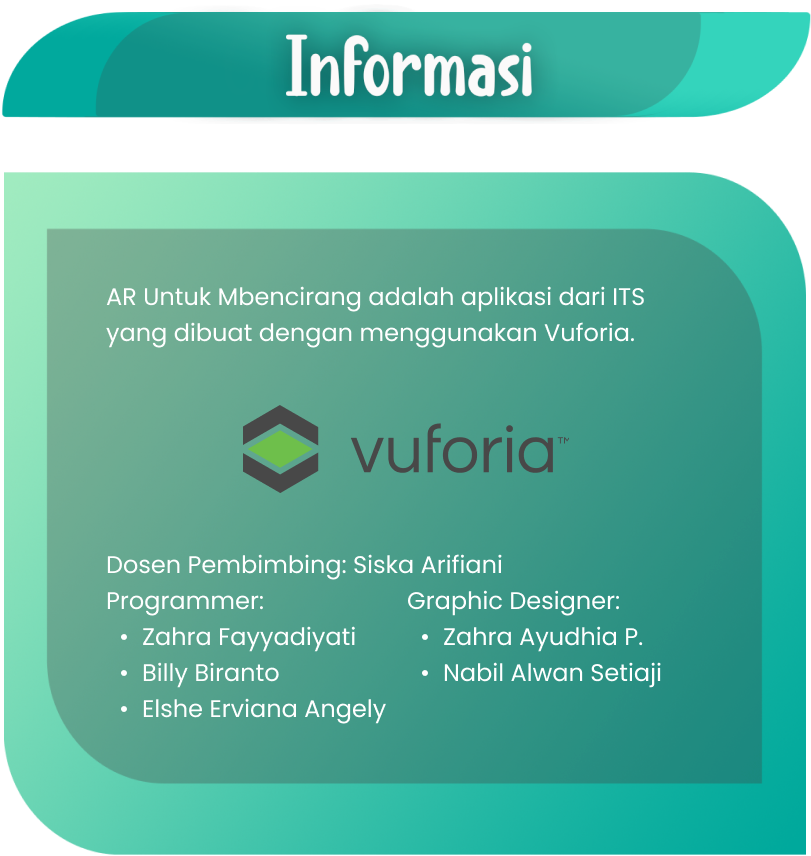 Informasi
AR Untuk Mbencirang adalah aplikasi dari ITS
yang dibuat dengan menggunakan Vuforia.
vuforia™
Dosen Pembimbing: Siska Arifiani
Programmer:
• Zahra Fayyadiyati
• Billy Biranto
• Elshe Erviana Angely
Graphic Designer:
• Zahra Ayudhia P.
• Nabil Alwan Setiaji